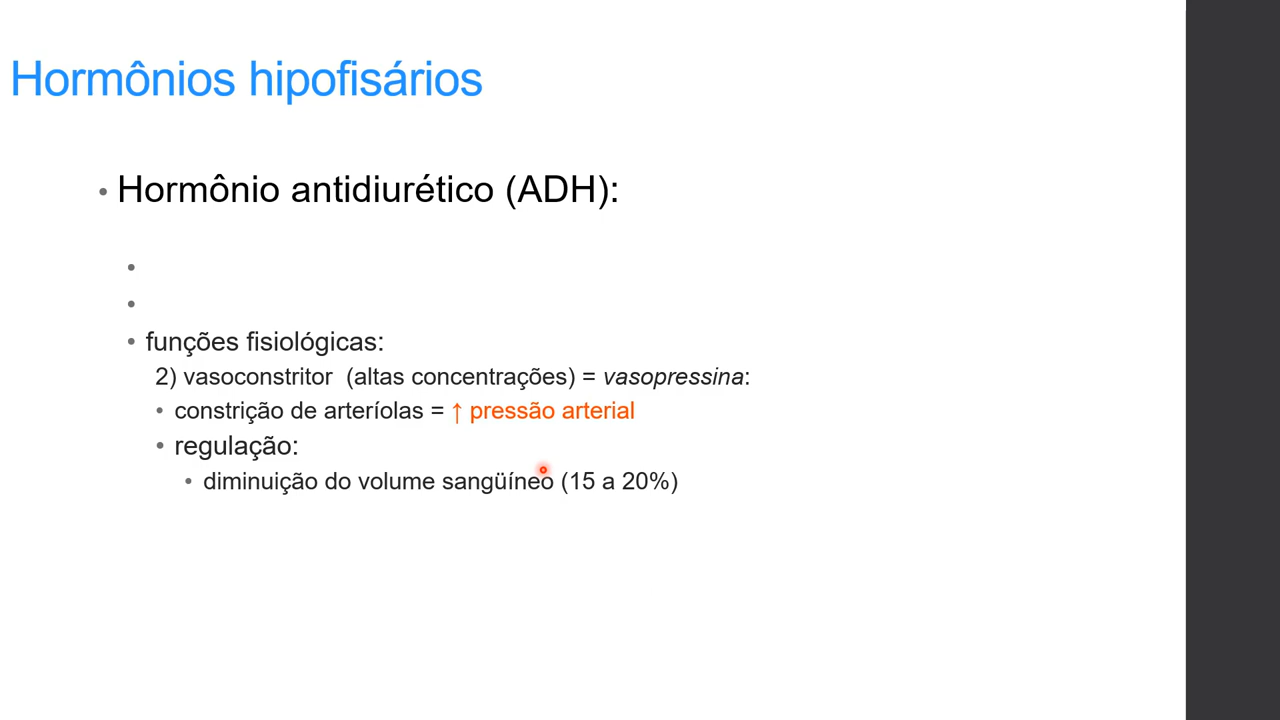 Hormônios hipofisários
• Hormônio antidiurético (ADH):
•
•
• funções fisiológicas:
2) vasoconstritor (altas concentrações) = vasopressina:
• constrição de arteríolas = ↑ pressão arterial
• regulação:
• diminuição do volume sangüíneo (15 a 20%)